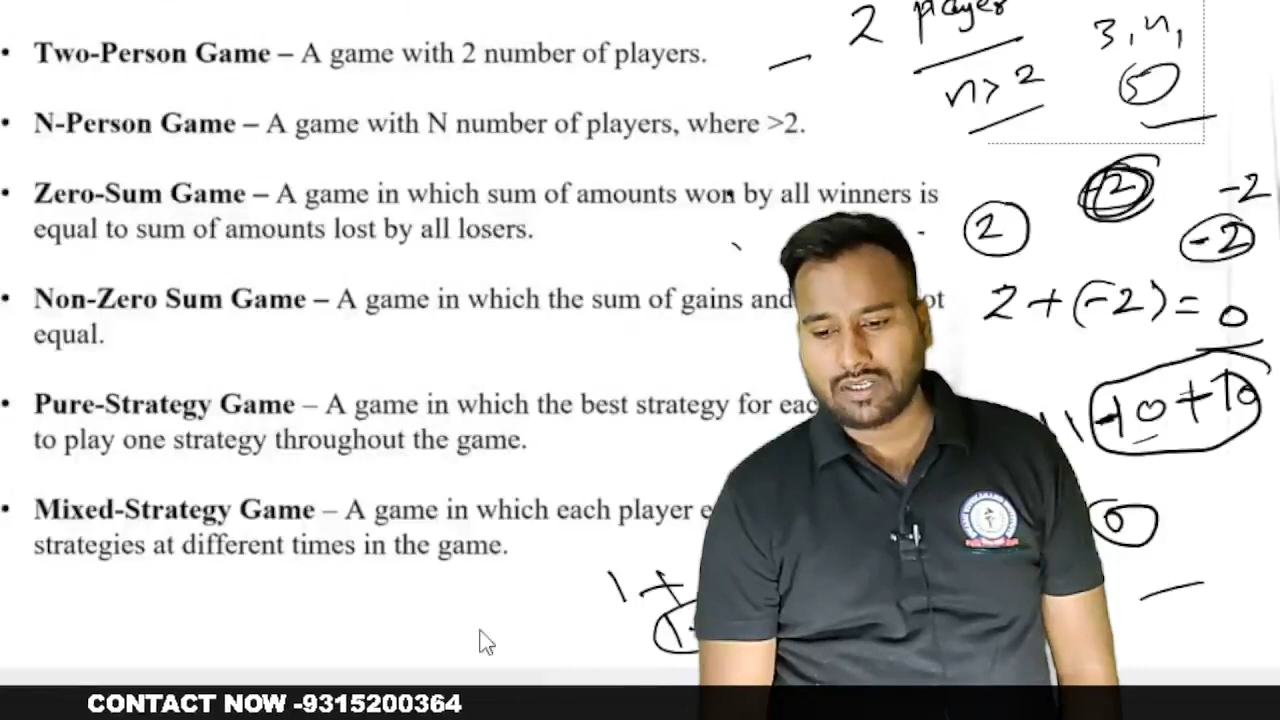 • Two-Person Game – A game with 2 number of players.
• N-Person Game – A game with N number of players, where >2.
• Zero-Sum Game – A game in which sum of amounts won by all winners is
equal to sum of amounts lost by all losers.
• Non-Zero Sum Game – A game in which the sum of gains and
equal.
• Pure-Strategy Game – A game in which the best strategy for
to play one strategy throughout the game.
• Mixed-Strategy Game – A game in which each player
strategies at different times in the game.
2 player
n>2
3, n,
5
-2
2
-2
2+(-2)=0
-10+10
0
CONTACT NOW -9315200364